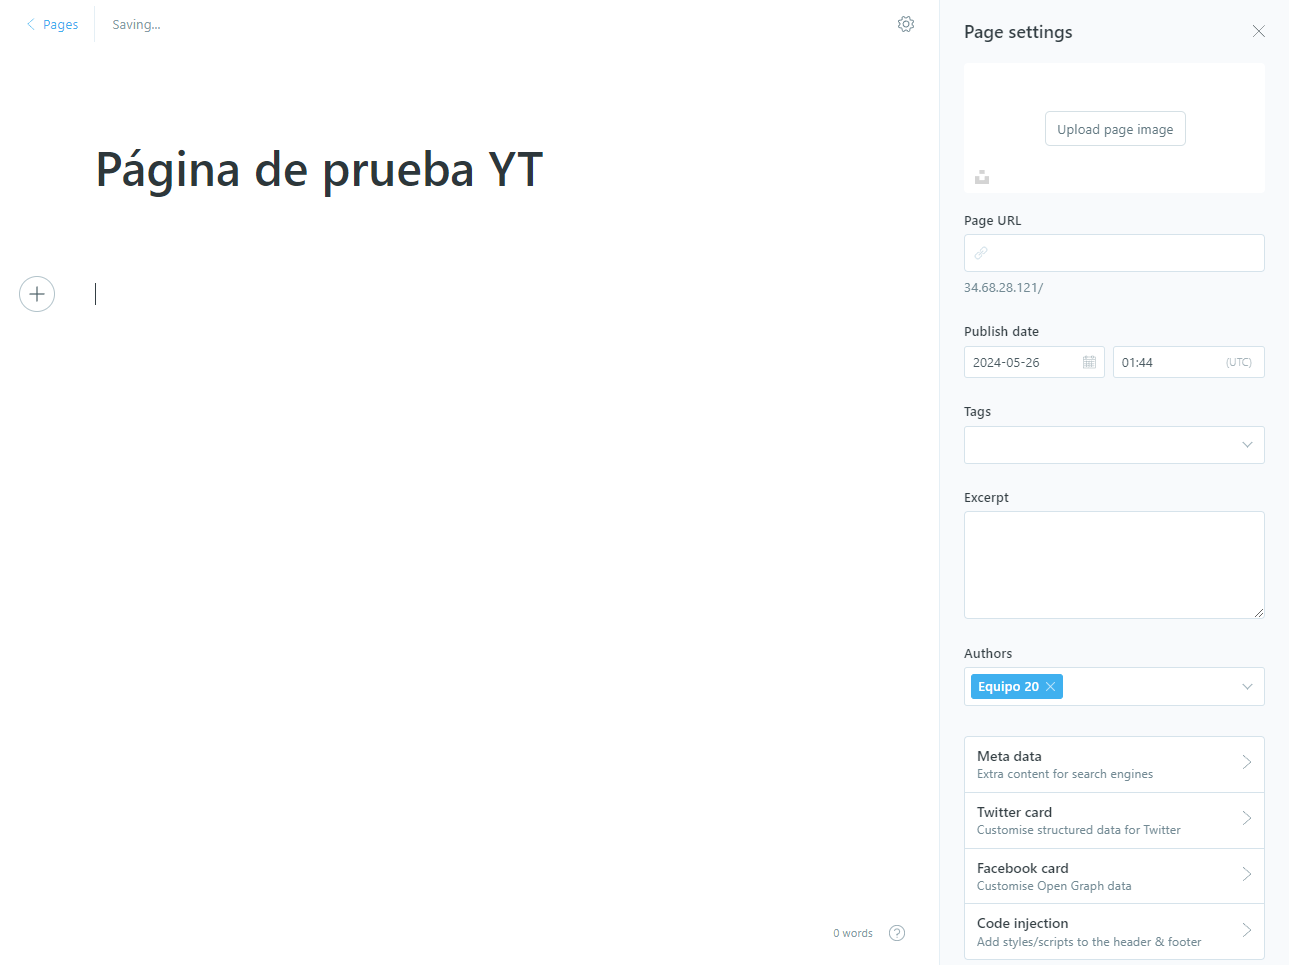 Pages
Saving...
Página de prueba YT
0 words
Page settings
Upload page image
Page URL
34.68.28.121/
Publish date
2024-05-26
01:44 (UTC)
Tags
Excerpt
Authors
Equipo 20
Meta data
Extra content for search engines
Twitter card
Customise structured data for Twitter
Facebook card
Customise Open Graph data
Code injection
Add styles/scripts to the header & footer